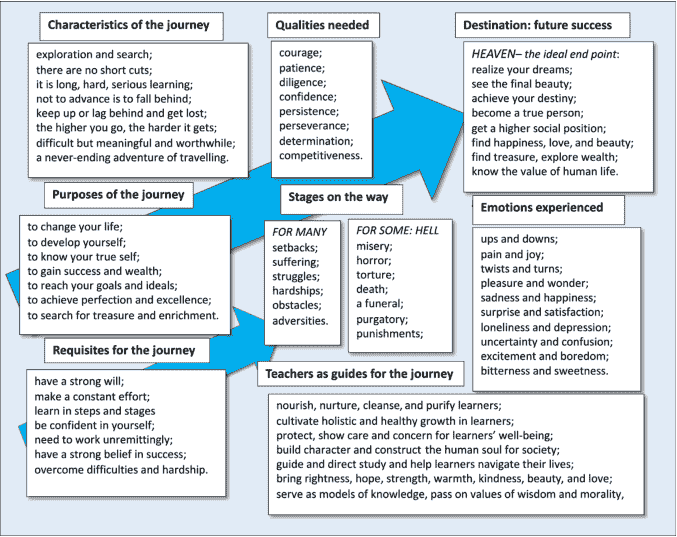 Characteristics of the journey
exploration and search;
there are no short cuts;
it is long, hard, serious learning;
not to advance is to fall behind;
keep up or lag behind and get lost;
the higher you go, the harder it gets;
difficult but meaningful and worthwhile;
a never-ending adventure of travelling.
Qualities needed
courage;
patience;
diligence;
confidence;
persistence;
perseverance;
determination;
competitiveness.
Destination: future success
HEAVEN– the ideal end point:
realize your dreams;
see the final beauty;
achieve your destiny;
become a true person;
get a higher social position;
find happiness, love, and beauty;
find treasure, explore wealth;
know the value of human life.
Purposes of the journey
to change your life;
to develop yourself;
to know your true self;
to gain success and wealth;
to reach your goals and ideals;
to achieve perfection and excellence;
to search for treasure and enrichment.
Stages on the way
FOR MANY
setbacks;
suffering;
struggles;
hardships;
obstacles;
adversities.
FOR SOME: HELL
misery;
horror;
torture;
death;
a funeral;
purgatory;
punishments;
Emotions experienced
ups and downs;
pain and joy;
twists and turns;
pleasure and wonder;
sadness and happiness;
surprise and satisfaction;
loneliness and depression;
uncertainty and confusion;
excitement and boredom;
bitterness and sweetness.
Requisites for the journey
have a strong will;
make a constant effort;
learn in steps and stages
be confident in yourself;
need to work unremittingly;
have a strong belief in success;
overcome difficulties and hardship.
Teachers as guides for the journey
nourish, nurture, cleanse, and purify learners;
cultivate holistic and healthy growth in learners;
protect, show care and concern for learners' well-being;
build character and construct the human soul for society;
guide and direct study and help learners navigate their lives;
bring rightness, hope, strength, warmth, kindness, beauty, and love;
serve as models of knowledge, pass on values of wisdom and morality,